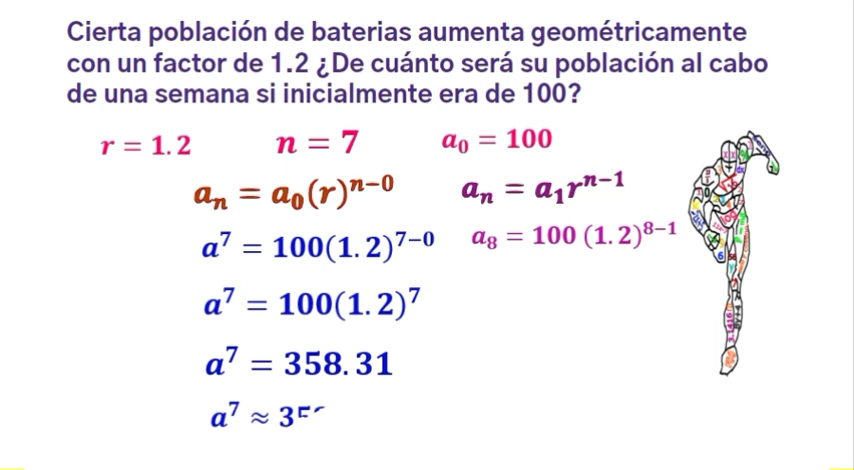 Cierta población de baterias aumenta geométricamente
con un factor de 1.2 ¿De cuánto será su población al cabo
de una semana si inicialmente era de 100?
r = 1.2 n = 7 a₀ = 100
aₙ = a₀(r)ⁿ⁻⁰ aₙ = a₁rⁿ⁻¹
a⁷ = 100(1.2)⁷⁻⁰ a₈ = 100 (1.2)⁸⁻¹
a⁷ = 100(1.2)⁷
a⁷ = 358.31
a⁷ ≈ 3